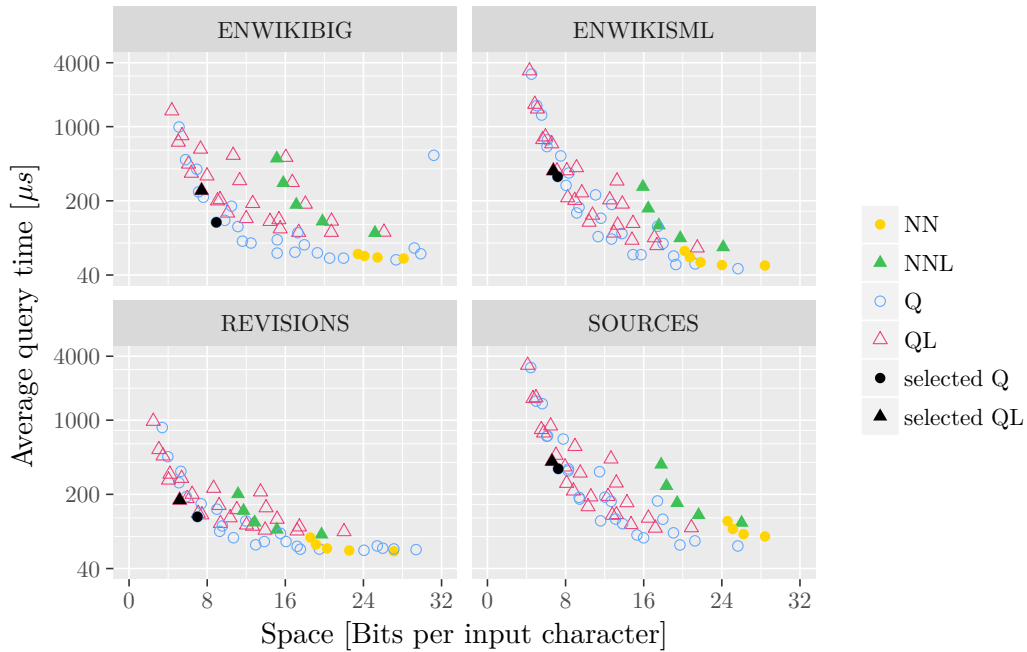 ENWIKIBIG
ENWIKISML
4000
1000
200
40
REVISIONS
SOURCES
4000
1000
200
40
0
8
16
24
32
0
8
16
24
32
Space [Bits per input character]
Average query time [μs]
NN
NNL
Q
QL
selected Q
selected QL